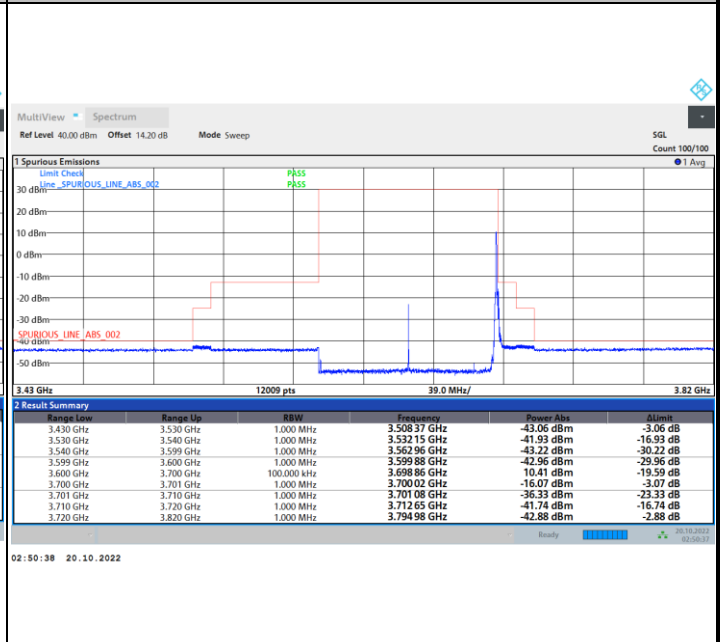 MultiView Spectrum
Ref Level 40.00 dBm Offset 14.20 dB Mode Sweep SGL
Count 100/100
1 Spurious Emissions 1 Avg
Limit Check PASS
Line _SPURIOUS_LINE_ABS_002 PASS
30 dBm
20 dBm
10 dBm
0 dBm
-10 dBm
-20 dBm
-30 dBm
SPURIOUS_LINE_ABS_002
-40 dBm
-50 dBm
3.43 GHz 12009 pts 39.0 MHz/ 3.82 GHz
2 Result Summary
Range Low Range Up RBW Frequency Power Abs ΔLimit
3.430 GHz 3.530 GHz 1.000 MHz 3.508 37 GHz -43.06 dBm -3.06 dB
3.530 GHz 3.540 GHz 1.000 MHz 3.532 15 GHz -41.93 dBm -16.93 dB
3.540 GHz 3.599 GHz 1.000 MHz 3.562 96 GHz -43.22 dBm -30.22 dB
3.599 GHz 3.600 GHz 1.000 MHz 3.599 88 GHz -42.96 dBm -29.96 dB
3.600 GHz 3.700 GHz 100.000 kHz 3.698 86 GHz 10.41 dBm -19.59 dB
3.700 GHz 3.701 GHz 1.000 MHz 3.700 02 GHz -16.07 dBm -3.07 dB
3.701 GHz 3.710 GHz 1.000 MHz 3.701 08 GHz -36.33 dBm -23.33 dB
3.710 GHz 3.720 GHz 1.000 MHz 3.712 65 GHz -41.74 dBm -16.74 dB
3.720 GHz 3.820 GHz 1.000 MHz 3.794 98 GHz -42.88 dBm -2.88 dB
Ready 20.10.2022
02:50:37
02:50:38 20.10.2022